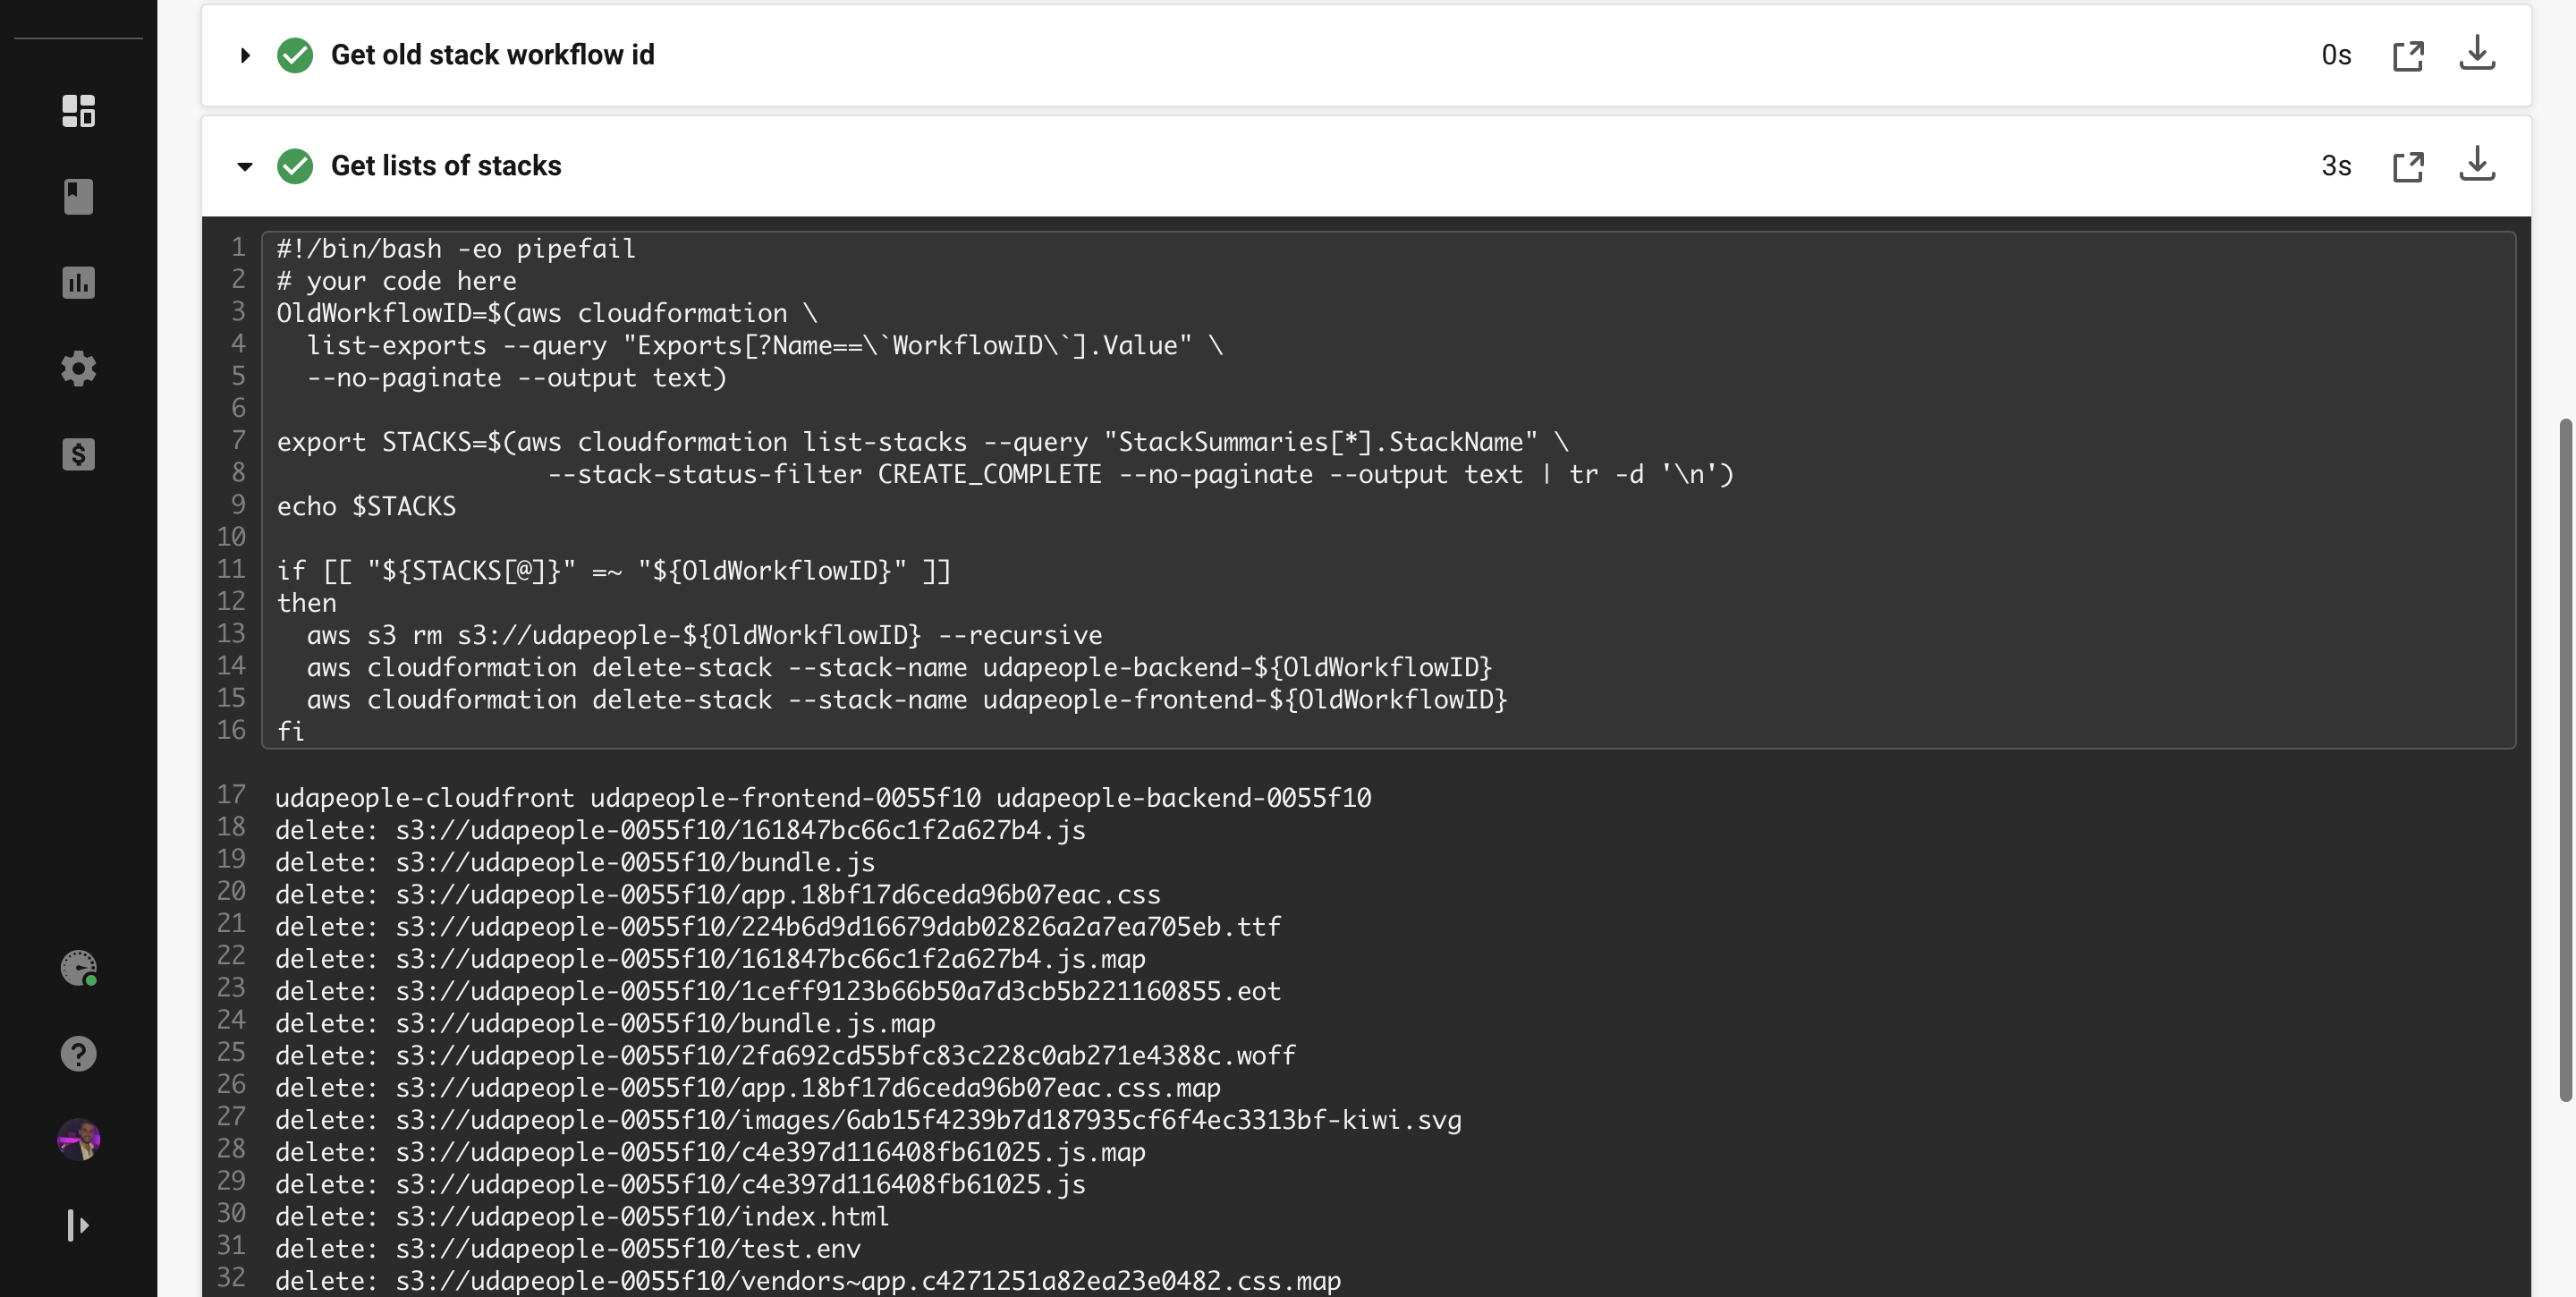 Get old stack workflow id
0s
Get lists of stacks
3s
1 #!/bin/bash -eo pipefail
2 # your code here
3 OldWorkflowID=$(aws cloudformation \
4   list-exports --query "Exports[?Name==\`WorkflowID\`].Value" \
5   --no-paginate --output text)
6
7 export STACKS=$(aws cloudformation list-stacks --query "StackSummaries[*].StackName" \
8                   --stack-status-filter CREATE_COMPLETE --no-paginate --output text | tr -d '\n')
9 echo $STACKS
10
11 if [[ "${STACKS[@]}" =~ "${OldWorkflowID}" ]]
12 then
13   aws s3 rm s3://udapeople-${OldWorkflowID} --recursive
14   aws cloudformation delete-stack --stack-name udapeople-backend-${OldWorkflowID}
15   aws cloudformation delete-stack --stack-name udapeople-frontend-${OldWorkflowID}
16 fi
17 udapeople-cloudfront udapeople-frontend-0055f10 udapeople-backend-0055f10
18 delete: s3://udapeople-0055f10/161847bc66c1f2a627b4.js
19 delete: s3://udapeople-0055f10/bundle.js
20 delete: s3://udapeople-0055f10/app.18bf17d6ceda96b07eac.css
21 delete: s3://udapeople-0055f10/224b6d9d16679dab02826a2a7ea705eb.ttf
22 delete: s3://udapeople-0055f10/161847bc66c1f2a627b4.js.map
23 delete: s3://udapeople-0055f10/1ceff9123b66b50a7d3cb5b221160855.eot
24 delete: s3://udapeople-0055f10/bundle.js.map
25 delete: s3://udapeople-0055f10/2fa692cd55bfc83c228c0ab271e4388c.woff
26 delete: s3://udapeople-0055f10/app.18bf17d6ceda96b07eac.css.map
27 delete: s3://udapeople-0055f10/images/6ab15f4239b7d187935cf6f4ec3313bf-kiwi.svg
28 delete: s3://udapeople-0055f10/c4e397d116408fb61025.js.map
29 delete: s3://udapeople-0055f10/c4e397d116408fb61025.js
30 delete: s3://udapeople-0055f10/index.html
31 delete: s3://udapeople-0055f10/test.env
32 delete: s3://udapeople-0055f10/vendors~app.c4271251a82ea23e0482.css.map